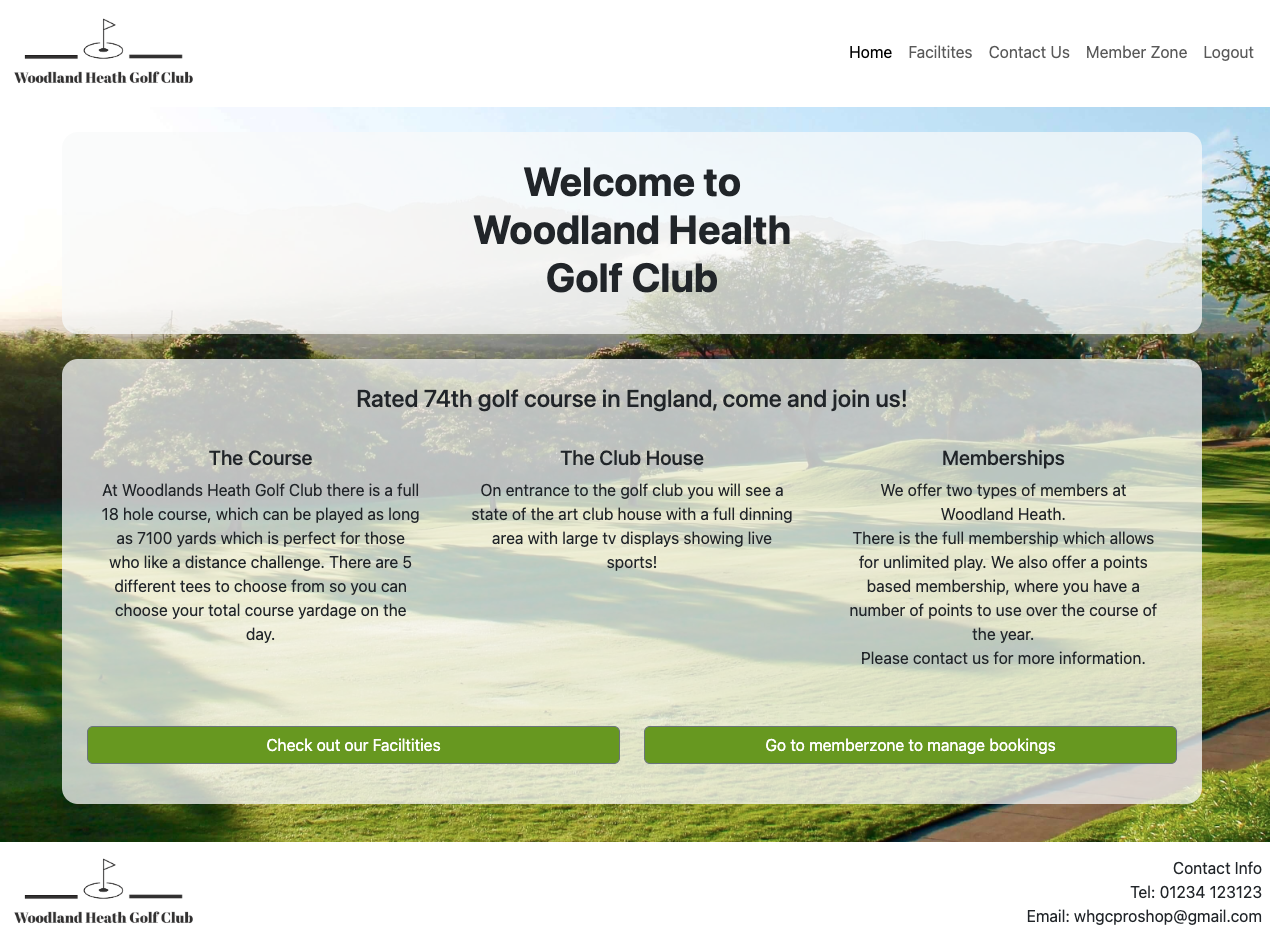 Woodland Heath Golf Club
Home Faciltites Contact Us Member Zone Logout
Welcome to
Woodland Health
Golf Club
Rated 74th golf course in England, come and join us!
The Course
At Woodlands Heath Golf Club there is a full
18 hole course, which can be played as long
as 7100 yards which is perfect for those
who like a distance challenge. There are 5
different tees to choose from so you can
choose your total course yardage on the
day.
The Club House
On entrance to the golf club you will see a
state of the art club house with a full dinning
area with large tv displays showing live
sports!
Memberships
We offer two types of members at
Woodland Heath.
There is the full membership which allows
for unlimited play. We also offer a points
based membership, where you have a
number of points to use over the course of
the year.
Please contact us for more information.
Check out our Faciltities
Go to memberzone to manage bookings
Woodland Heath Golf Club
Contact Info
Tel: 01234 123123
Email: whgcproshop@gmail.com